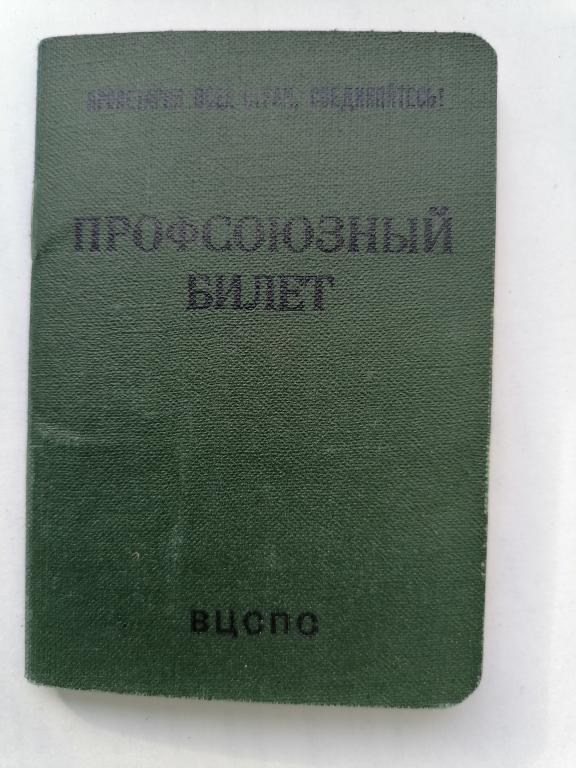 ПРОЛЕТАРИИ ВСЕХ СТРАН, СОЕДИНЯЙТЕСЬ!
ПРОФСОЮЗНЫЙ
БИЛЕТ
ВЦСПС